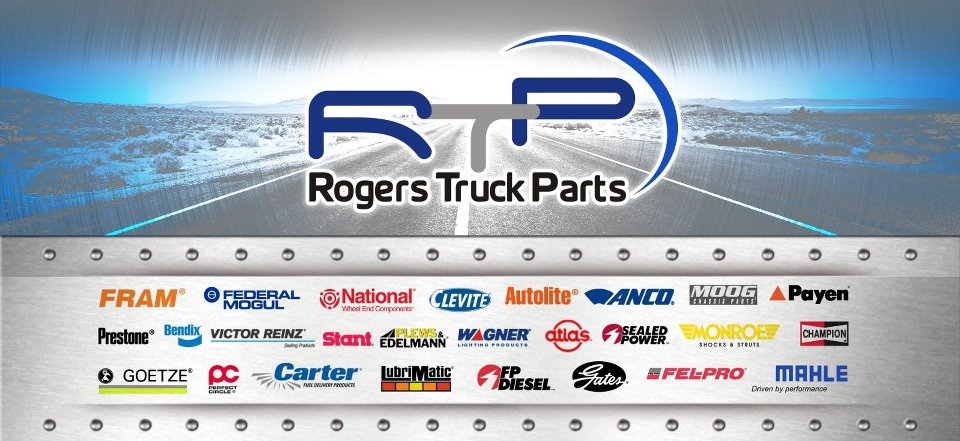 RTP
Rogers Truck Parts
FRAM® FEDERAL MOGUL National® Wheel End Components® CLEVITE® Autolite® ANCO® MOOG® CHASSIS PARTS Payen®
Prestone® Bendix VICTOR REINZ® Sealing Products Stant PLEWS & EDELMANN WAGNER® LIGHTING PRODUCTS atlas® SEALED POWER® MONROE® SHOCKS & STRUTS CHAMPION
GOETZE® PC PERFECT CIRCLE® Carter® FUEL DELIVERY PRODUCTS LubriMatic® FP DIESEL Gates FEL-PRO® MAHLE Driven by performance